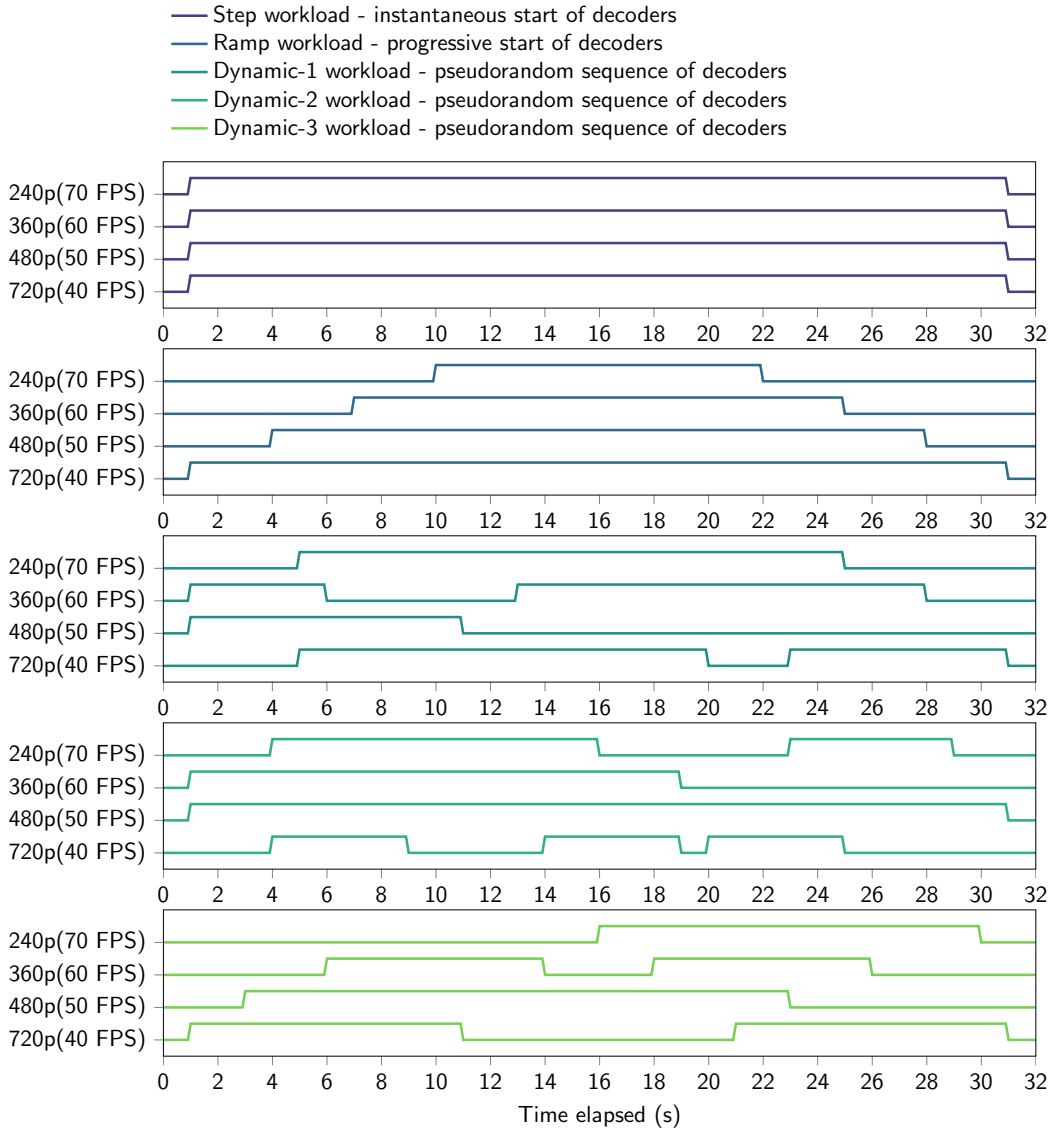 Step workload - instantaneous start of decoders
Ramp workload - progressive start of decoders
Dynamic-1 workload - pseudorandom sequence of decoders
Dynamic-2 workload - pseudorandom sequence of decoders
Dynamic-3 workload - pseudorandom sequence of decoders
240p(70 FPS)
360p(60 FPS)
480p(50 FPS)
720p(40 FPS)
0 2 4 6 8 10 12 14 16 18 20 22 24 26 28 30 32
240p(70 FPS)
360p(60 FPS)
480p(50 FPS)
720p(40 FPS)
0 2 4 6 8 10 12 14 16 18 20 22 24 26 28 30 32
240p(70 FPS)
360p(60 FPS)
480p(50 FPS)
720p(40 FPS)
0 2 4 6 8 10 12 14 16 18 20 22 24 26 28 30 32
240p(70 FPS)
360p(60 FPS)
480p(50 FPS)
720p(40 FPS)
0 2 4 6 8 10 12 14 16 18 20 22 24 26 28 30 32
240p(70 FPS)
360p(60 FPS)
480p(50 FPS)
720p(40 FPS)
0 2 4 6 8 10 12 14 16 18 20 22 24 26 28 30 32
Time elapsed (s)